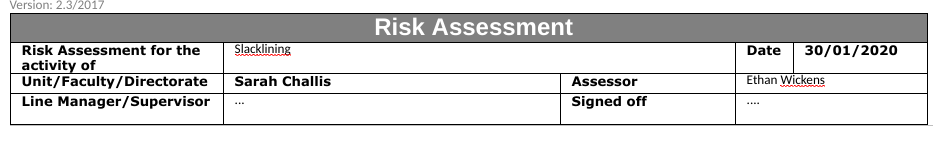 Version: 2.3/2017
Risk Assessment
Risk Assessment for the activity of
Slacklining
Date
30/01/2020
Unit/Faculty/Directorate
Sarah Challis
Assessor
Ethan Wickens
Line Manager/Supervisor
...
Signed off
....